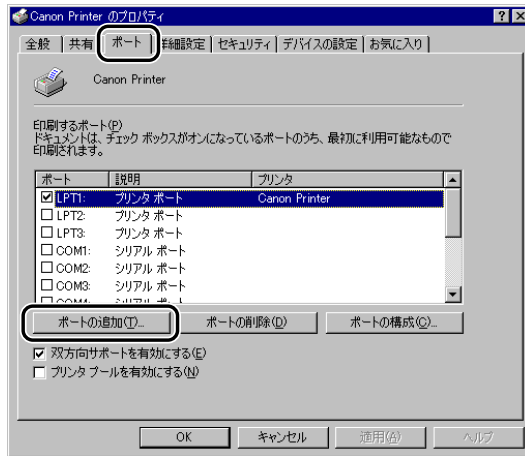 Canon Printer のプロパティ
全般 共有 ポート 詳細設定 セキュリティ デバイスの設定 お気に入り
Canon Printer
印刷するポート(P)
ドキュメントは、チェック ボックスがオンになっているポートのうち、最初に利用可能なもので
印刷されます。
ポート 説明 プリンタ
LPT1: プリンタ ポート Canon Printer
LPT2: プリンタ ポート
LPT3: プリンタ ポート
COM1: シリアル ポート
COM2: シリアル ポート
COM3: シリアル ポート
COM4: シリアル ポート
ポートの追加(T)... ポートの削除(D) ポートの構成(C)...
双方向サポートを有効にする(E)
プリンタ プールを有効にする(N)
OK キャンセル 適用(A) ヘルプ